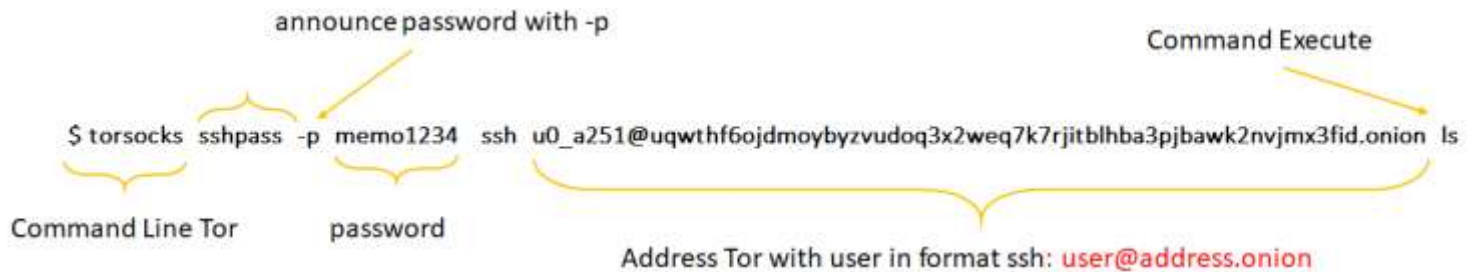 announce password with -p
Command Execute
$ torsocks sshpass -p memo1234 ssh u0_a251@uqwthf6ojdmoybyzvudoq3x2weq7k7rjitblhba3pjbawk2nvjmx3fid.onion ls
Command Line Tor
password
Address Tor with user in format ssh: user@address.onion